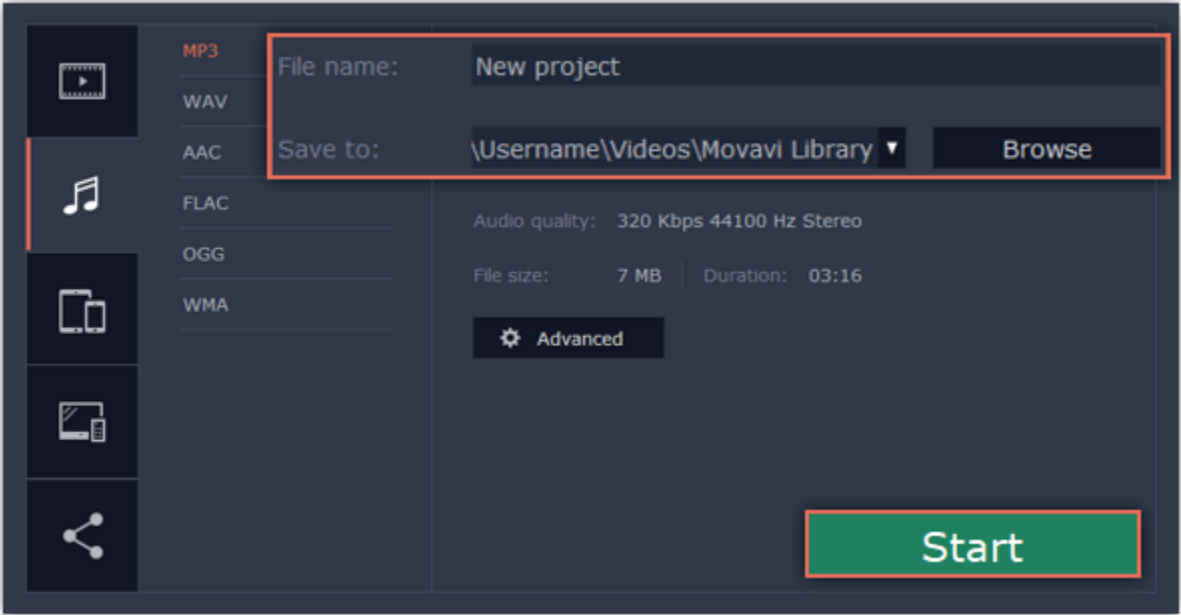 MP3
WAV
AAC
FLAC
OGG
WMA
File name: New project
Save to: \Username\Videos\Movavi Library Browse
Audio quality: 320 Kbps 44100 Hz Stereo
File size: 7 MB Duration: 03:16
Advanced
Start